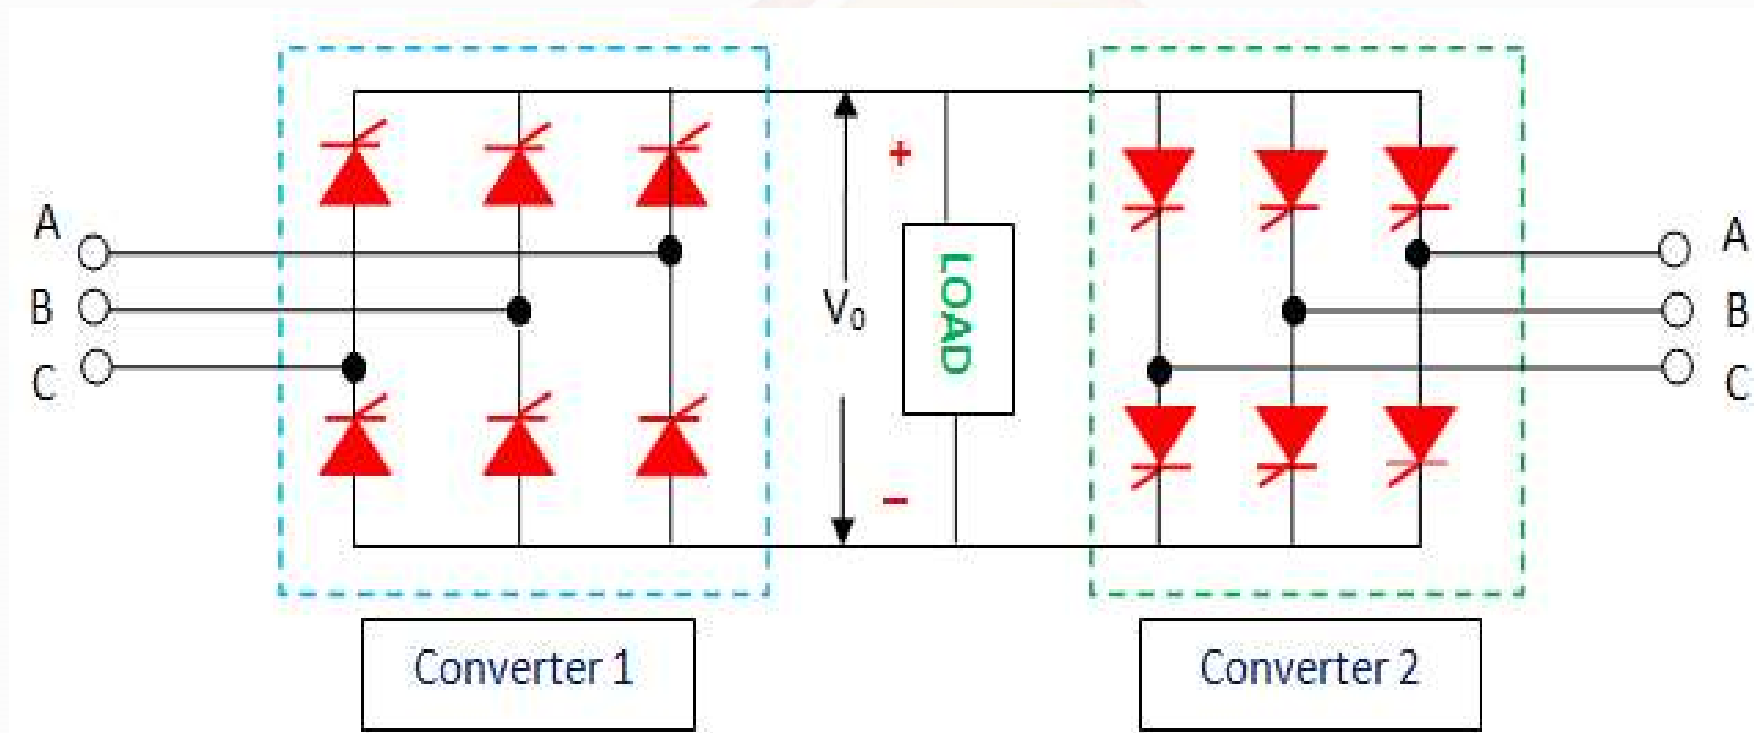 A
B
C
+
V₀
−
LOAD
A
B
C
Converter 1
Converter 2